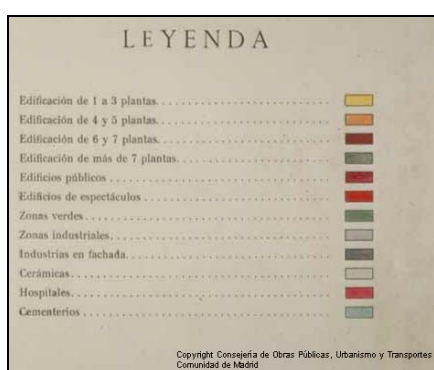 LEYENDA
Edificación de 1 a 3 plantas
Edificación de 4 y 5 plantas
Edificación de 6 y 7 plantas
Edificación de más de 7 plantas
Edificios públicos
Edificios de espectáculos
Zonas verdes
Zonas industriales
Industrias en fachada
Cerámicas
Hospitales
Cementerios
Copyright Consejería de Obras Públicas, Urbanismo y Transportes
Comunidad de Madrid